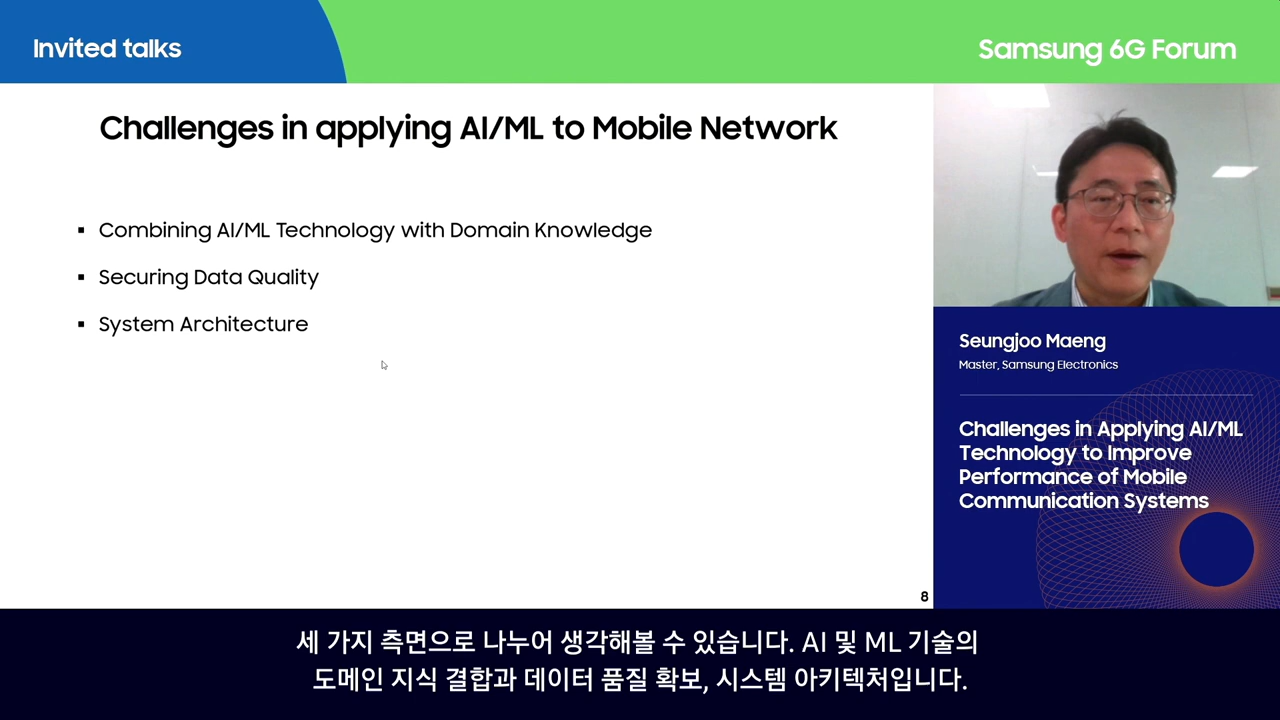 Invited talks
Samsung 6G Forum
Challenges in applying AI/ML to Mobile Network
▪ Combining AI/ML Technology with Domain Knowledge
▪ Securing Data Quality
▪ System Architecture
8
Seungjoo Maeng
Master, Samsung Electronics
Challenges in Applying AI/ML
Technology to Improve
Performance of Mobile
Communication Systems
세 가지 측면으로 나누어 생각해볼 수 있습니다. AI 및 ML 기술의
도메인 지식 결합과 데이터 품질 확보, 시스템 아키텍처입니다.